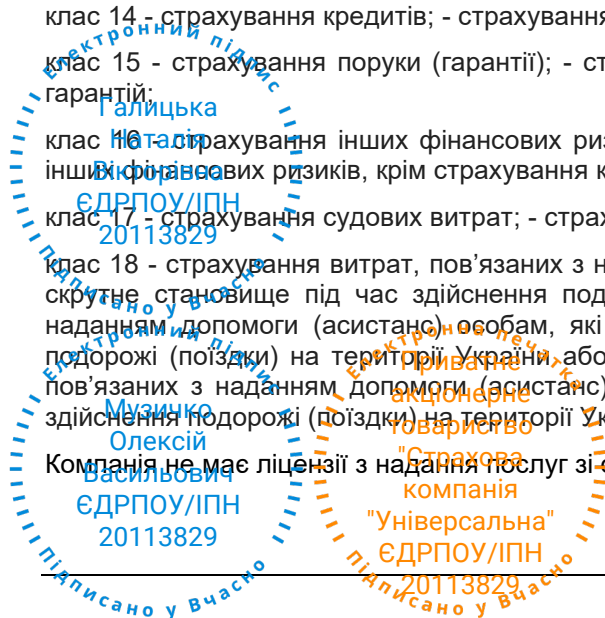 клас 14 - страхування кредитів; - страхування
клас 15 - страхування поруки (гарантії); - ст
гарантій;
клас 16 - страхування інших фінансових риз
інших фінансових ризиків, крім страхування к
клас 17 - страхування судових витрат; - страх
клас 18 - страхування витрат, пов’язаних з н
скрутне становище під час здійснення под
наданням допомоги (асистанс) особам, які
подорожі (поїздки) на території України або
пов’язаних з наданням допомоги (асистанс)
здійснення подорожі (поїздки) на території Ук
Компанія не має ліцензії з надання послуг зі с
Електронний підпис
Галицька
Наталія
Вікторівна
ЄДРПОУ/ІПН
20113829
Підписано у Вчасно
Електронний підпис
Музичко
Олексій
Васильович
ЄДРПОУ/ІПН
20113829
Підписано у Вчасно
Електронна печатка
Приватне
акціонерне
товариство
"Страхова
компанія
"Універсальна"
ЄДРПОУ/ІПН
20113829
Підписано у Вчасно